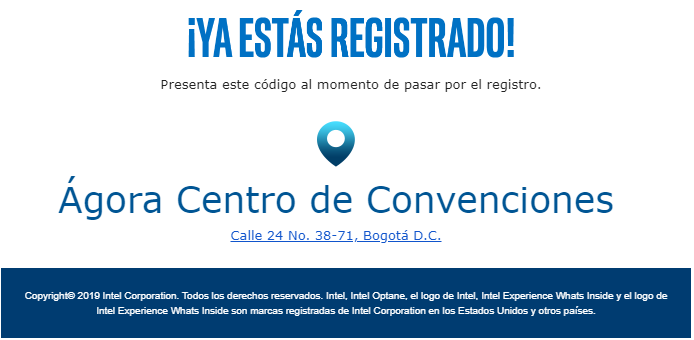 ¡YA ESTÁS REGISTRADO!
Presenta este código al momento de pasar por el registro.
Ágora Centro de Convenciones
Calle 24 No. 38-71, Bogotá D.C.
Copyright© 2019 Intel Corporation. Todos los derechos reservados. Intel, Intel Optane, el logo de Intel, Intel Experience Whats Inside y el logo de
Intel Experience Whats Inside son marcas registradas de Intel Corporation en los Estados Unidos y otros países.